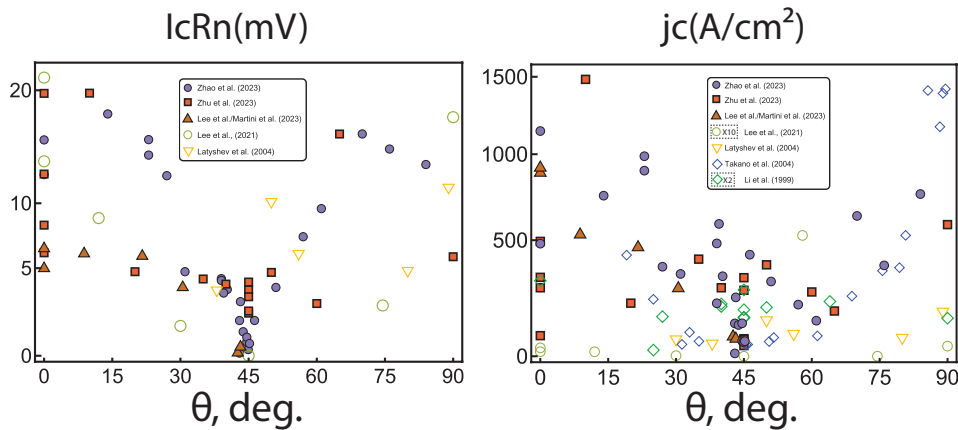 IcRn(mV)
20
10
5
0
0
15
30
45
60
75
90
θ, deg.
Zhao et al. (2023)
Zhu et al. (2023)
Lee et al./Martini et al. (2023)
Lee et al., (2021)
Latyshev et al. (2004)
jc(A/cm²)
1500
1000
500
0
0
15
30
45
60
75
90
θ, deg.
Zhao et al. (2023)
Zhu et al. (2023)
Lee et al./Martini et al. (2023)
X10 Lee et al., (2021)
Latyshev et al. (2004)
Takano et al. (2004)
X2 Li et al. (1999)